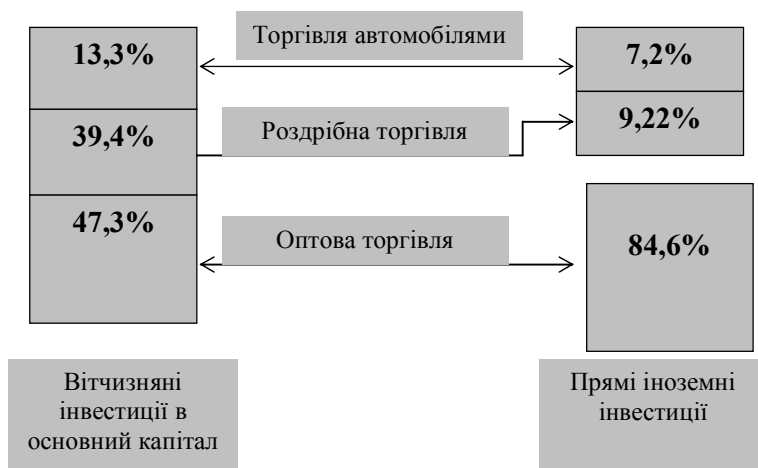 Торгівля автомобілями
13,3%
7,2%
9,22%
39,4%
Роздрібна торгівля
47,3%
Оптова торгівля
84,6%
Вітчизняні
інвестиції в
основний капітал
Прямі іноземні
інвестиції